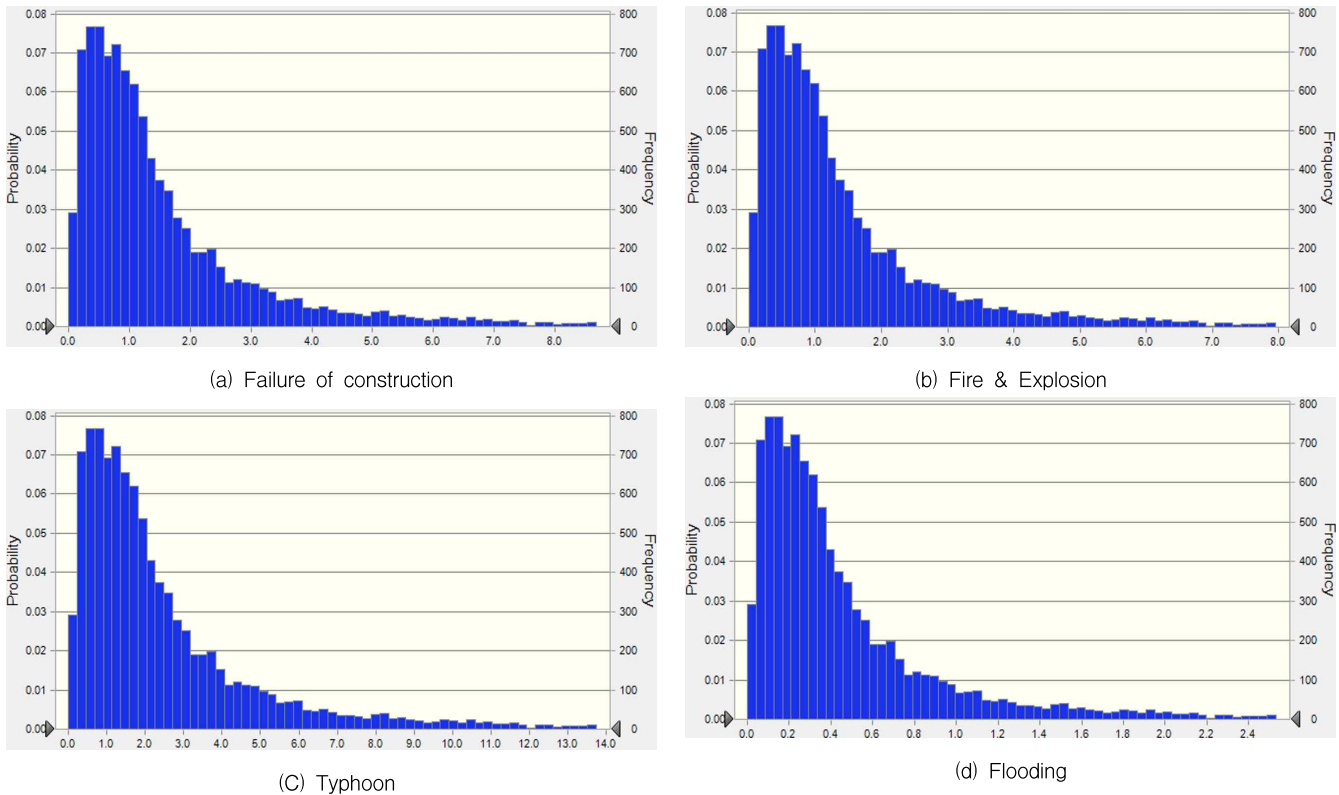 0.08 800
0.07 700
0.06 600
0.05 500
0.04 400
0.03 300
0.02 200
0.01 100
0.00 0
Probability
Frequency
0.0 1.0 2.0 3.0 4.0 5.0 6.0 7.0 8.0
(a) Failure of construction
0.08 800
0.07 700
0.06 600
0.05 500
0.04 400
0.03 300
0.02 200
0.01 100
0.00 0
Probability
Frequency
0.0 1.0 2.0 3.0 4.0 5.0 6.0 7.0 8.0
(b) Fire & Explosion
0.08 800
0.07 700
0.06 600
0.05 500
0.04 400
0.03 300
0.02 200
0.01 100
0.00 0
Probability
Frequency
0.0 1.0 2.0 3.0 4.0 5.0 6.0 7.0 8.0 9.0 10.0 11.0 12.0 13.0 14.0
(C) Typhoon
0.08 800
0.07 700
0.06 600
0.05 500
0.04 400
0.03 300
0.02 200
0.01 100
0.00 0
Probability
Frequency
0.0 0.2 0.4 0.6 0.8 1.0 1.2 1.4 1.6 1.8 2.0 2.2 2.4
(d) Flooding